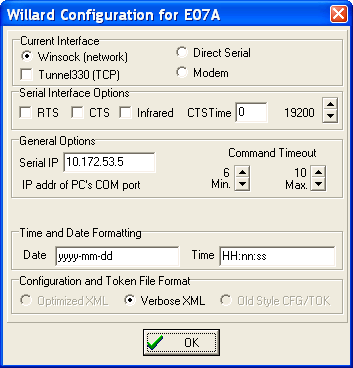 Willard Configuration for E07A
Current Interface
Winsock (network)
Direct Serial
Tunnel330 (TCP)
Modem
Serial Interface Options
RTS CTS Infrared CTSTime 0 19200
General Options
Serial IP 10.172.53.5
Command Timeout
6 10
IP addr of PC's COM port
Min. Max.
Time and Date Formatting
Date yyyy-mm-dd Time HH:nn:ss
Configuration and Token File Format
Optimized XML Verbose XML Old Style CFG/TOK
OK